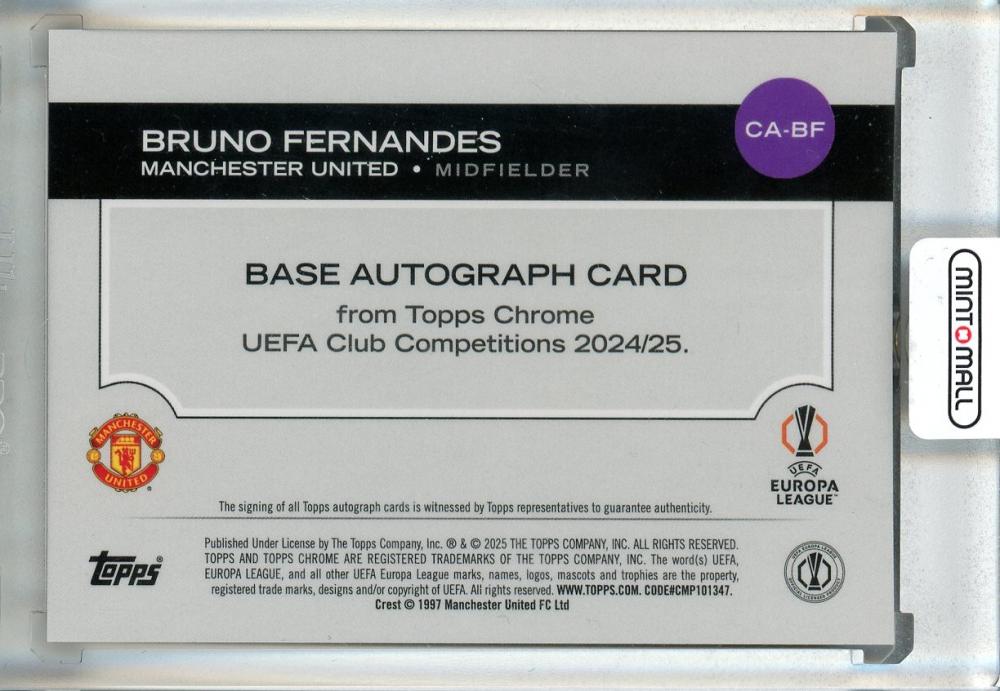 BRUNO FERNANDES
MANCHESTER UNITED • MIDFIELDER
CA-BF
BASE AUTOGRAPH CARD
from Topps Chrome
UEFA Club Competitions 2024/25.
MANCHESTER
UNITED
UEFA
EUROPA
LEAGUE™
The signing of all Topps autograph cards is witnessed by Topps representatives to guarantee authenticity.
topps®
Published Under License by The Topps Company, Inc. ® & © 2025 THE TOPPS COMPANY, INC. ALL RIGHTS RESERVED.
TOPPS AND TOPPS CHROME ARE REGISTERED TRADEMARKS OF THE TOPPS COMPANY, INC. The word(s) UEFA,
EUROPA LEAGUE, and all other UEFA Europa League marks, names, logos, mascots and trophies are the property,
registered trade marks, designs and/or copyright of UEFA. All rights reserved. WWW.TOPPS.COM. CODE#CMP101347.
Crest © 1997 Manchester United FC Ltd
MINT MALL